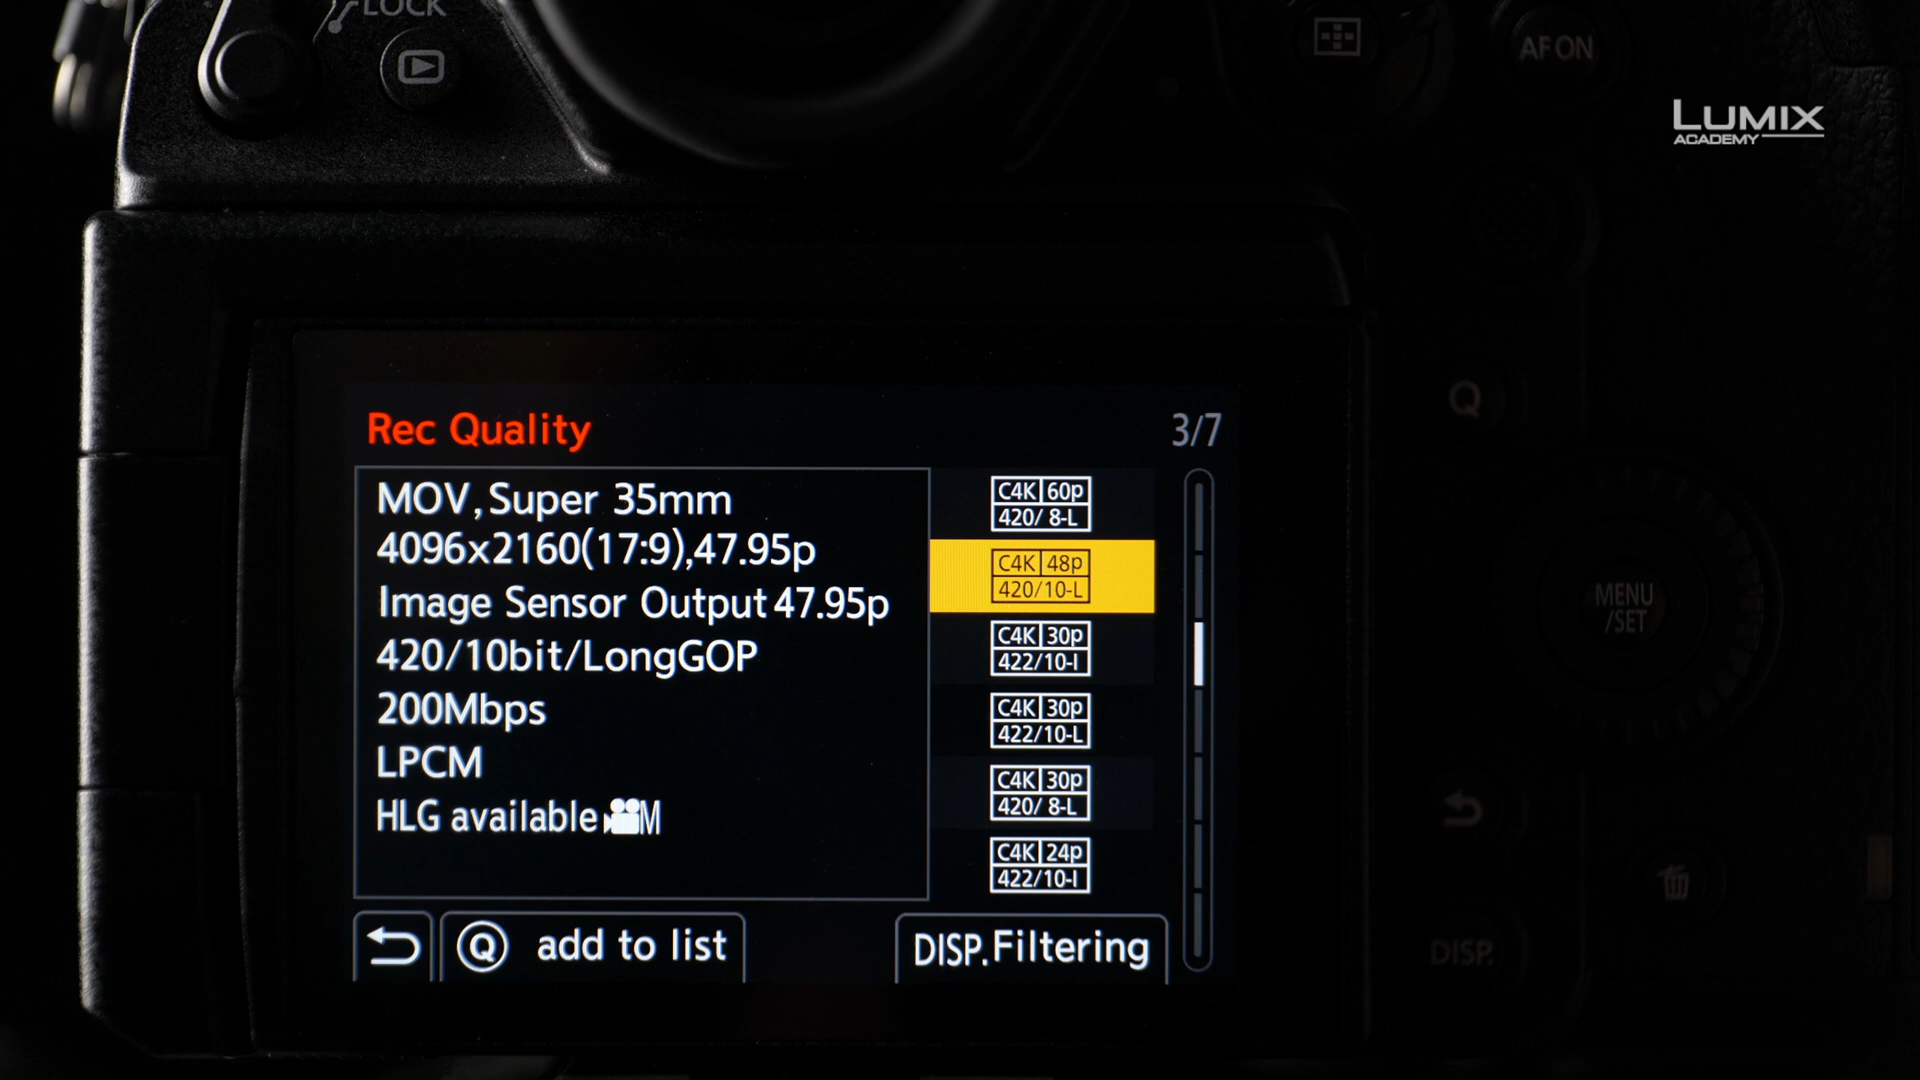 LOCK
AF ON
LUMIX
ACADEMY
Q
Rec Quality
3/7
MOV,Super 35mm
4096x2160(17:9),47.95p
Image Sensor Output 47.95p
420/10bit/LongGOP
200Mbps
LPCM
HLG available M
C4K 60p
420/ 8-L
C4K 48p
420/10-L
C4K 30p
422/10-I
C4K 30p
422/10-L
C4K 30p
420/ 8-L
C4K 24p
422/10-I
MENU
/SET
Q add to list
DISP.Filtering
DISP.